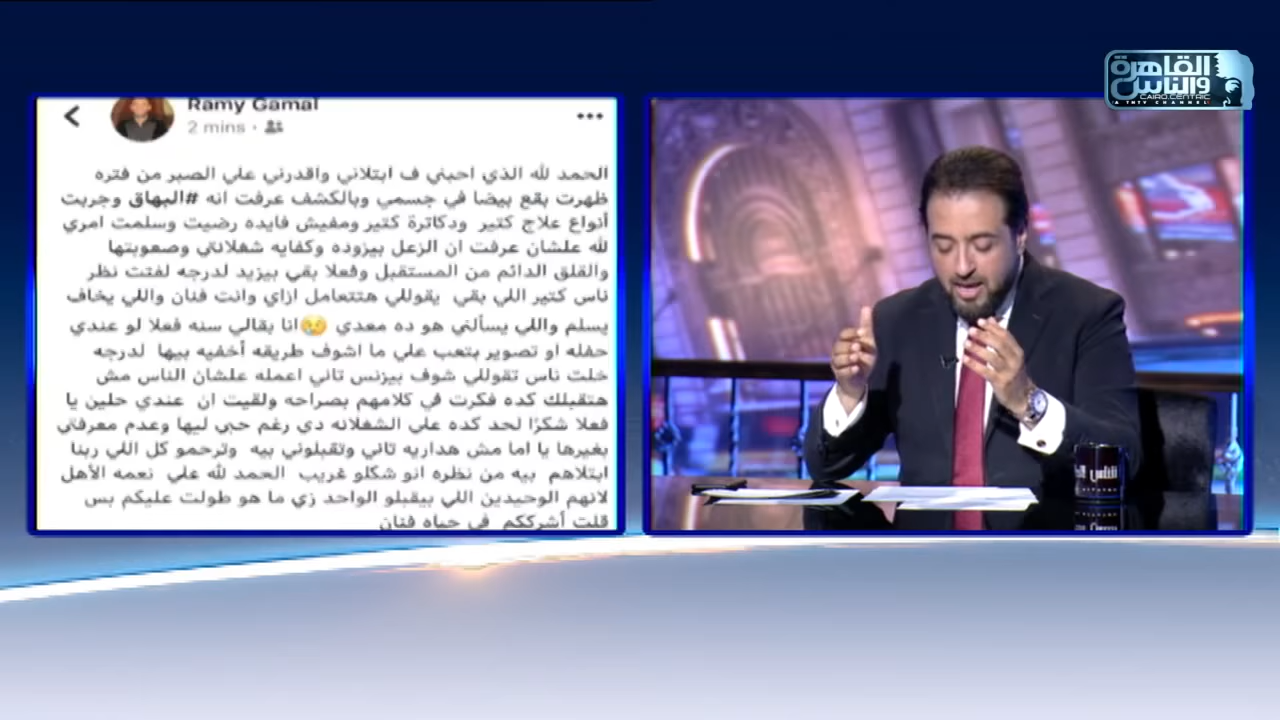 القاهرة
والناس
CAIRO.CENTRIC
A TNTV CHANNEL
Ramy Gamal
2 mins
الحمد لله الذي احبني ف ابتلاني واقدرني علي الصبر من فتره
ظهرت بقع بيضا في جسمي وبالكشف عرفت انه #البهاق وجربت
أنواع علاج كتير ودكاترة كتير ومفيش فايده رضيت وسلمت امري
لله علشان عرفت ان الزعل بيزوده وكفايه شغلانتي وصعوبتها
والقلق الدائم من المستقبل وفعلا بقي بيزيد لدرجه لفتت نظر
ناس كتير اللي بقي يقوللي هتتعامل ازاي وانت فنان واللي يخاف
يسلم واللي يسألني هو ده معدي 😢انا بقالي سنه فعلا لو عندي
حفله او تصوير بتعب علي ما اشوف طريقه أخفيه بيها لدرجه
خلت ناس تقوللي شوف بيزنس تاني اعمله علشان الناس مش
هتقبلك كده فكرت في كلامهم بصراحه ولقيت ان عندي حلين يا
فعلا شكرًا لحد كده علي الشغلانه دي رغم حبي ليها وعدم معرفتي
بغيرها يا اما مش هداريه تاني وتقبلوني بيه وترحمو كل اللي ربنا
ابتلاهم بيه من نظره انو شكلو غريب الحمد لله علي نعمه الأهل
لانهم الوحيدين اللي بيقبلو الواحد زي ما هو طولت عليكم بس
قلت أشرككم في حياه فنان